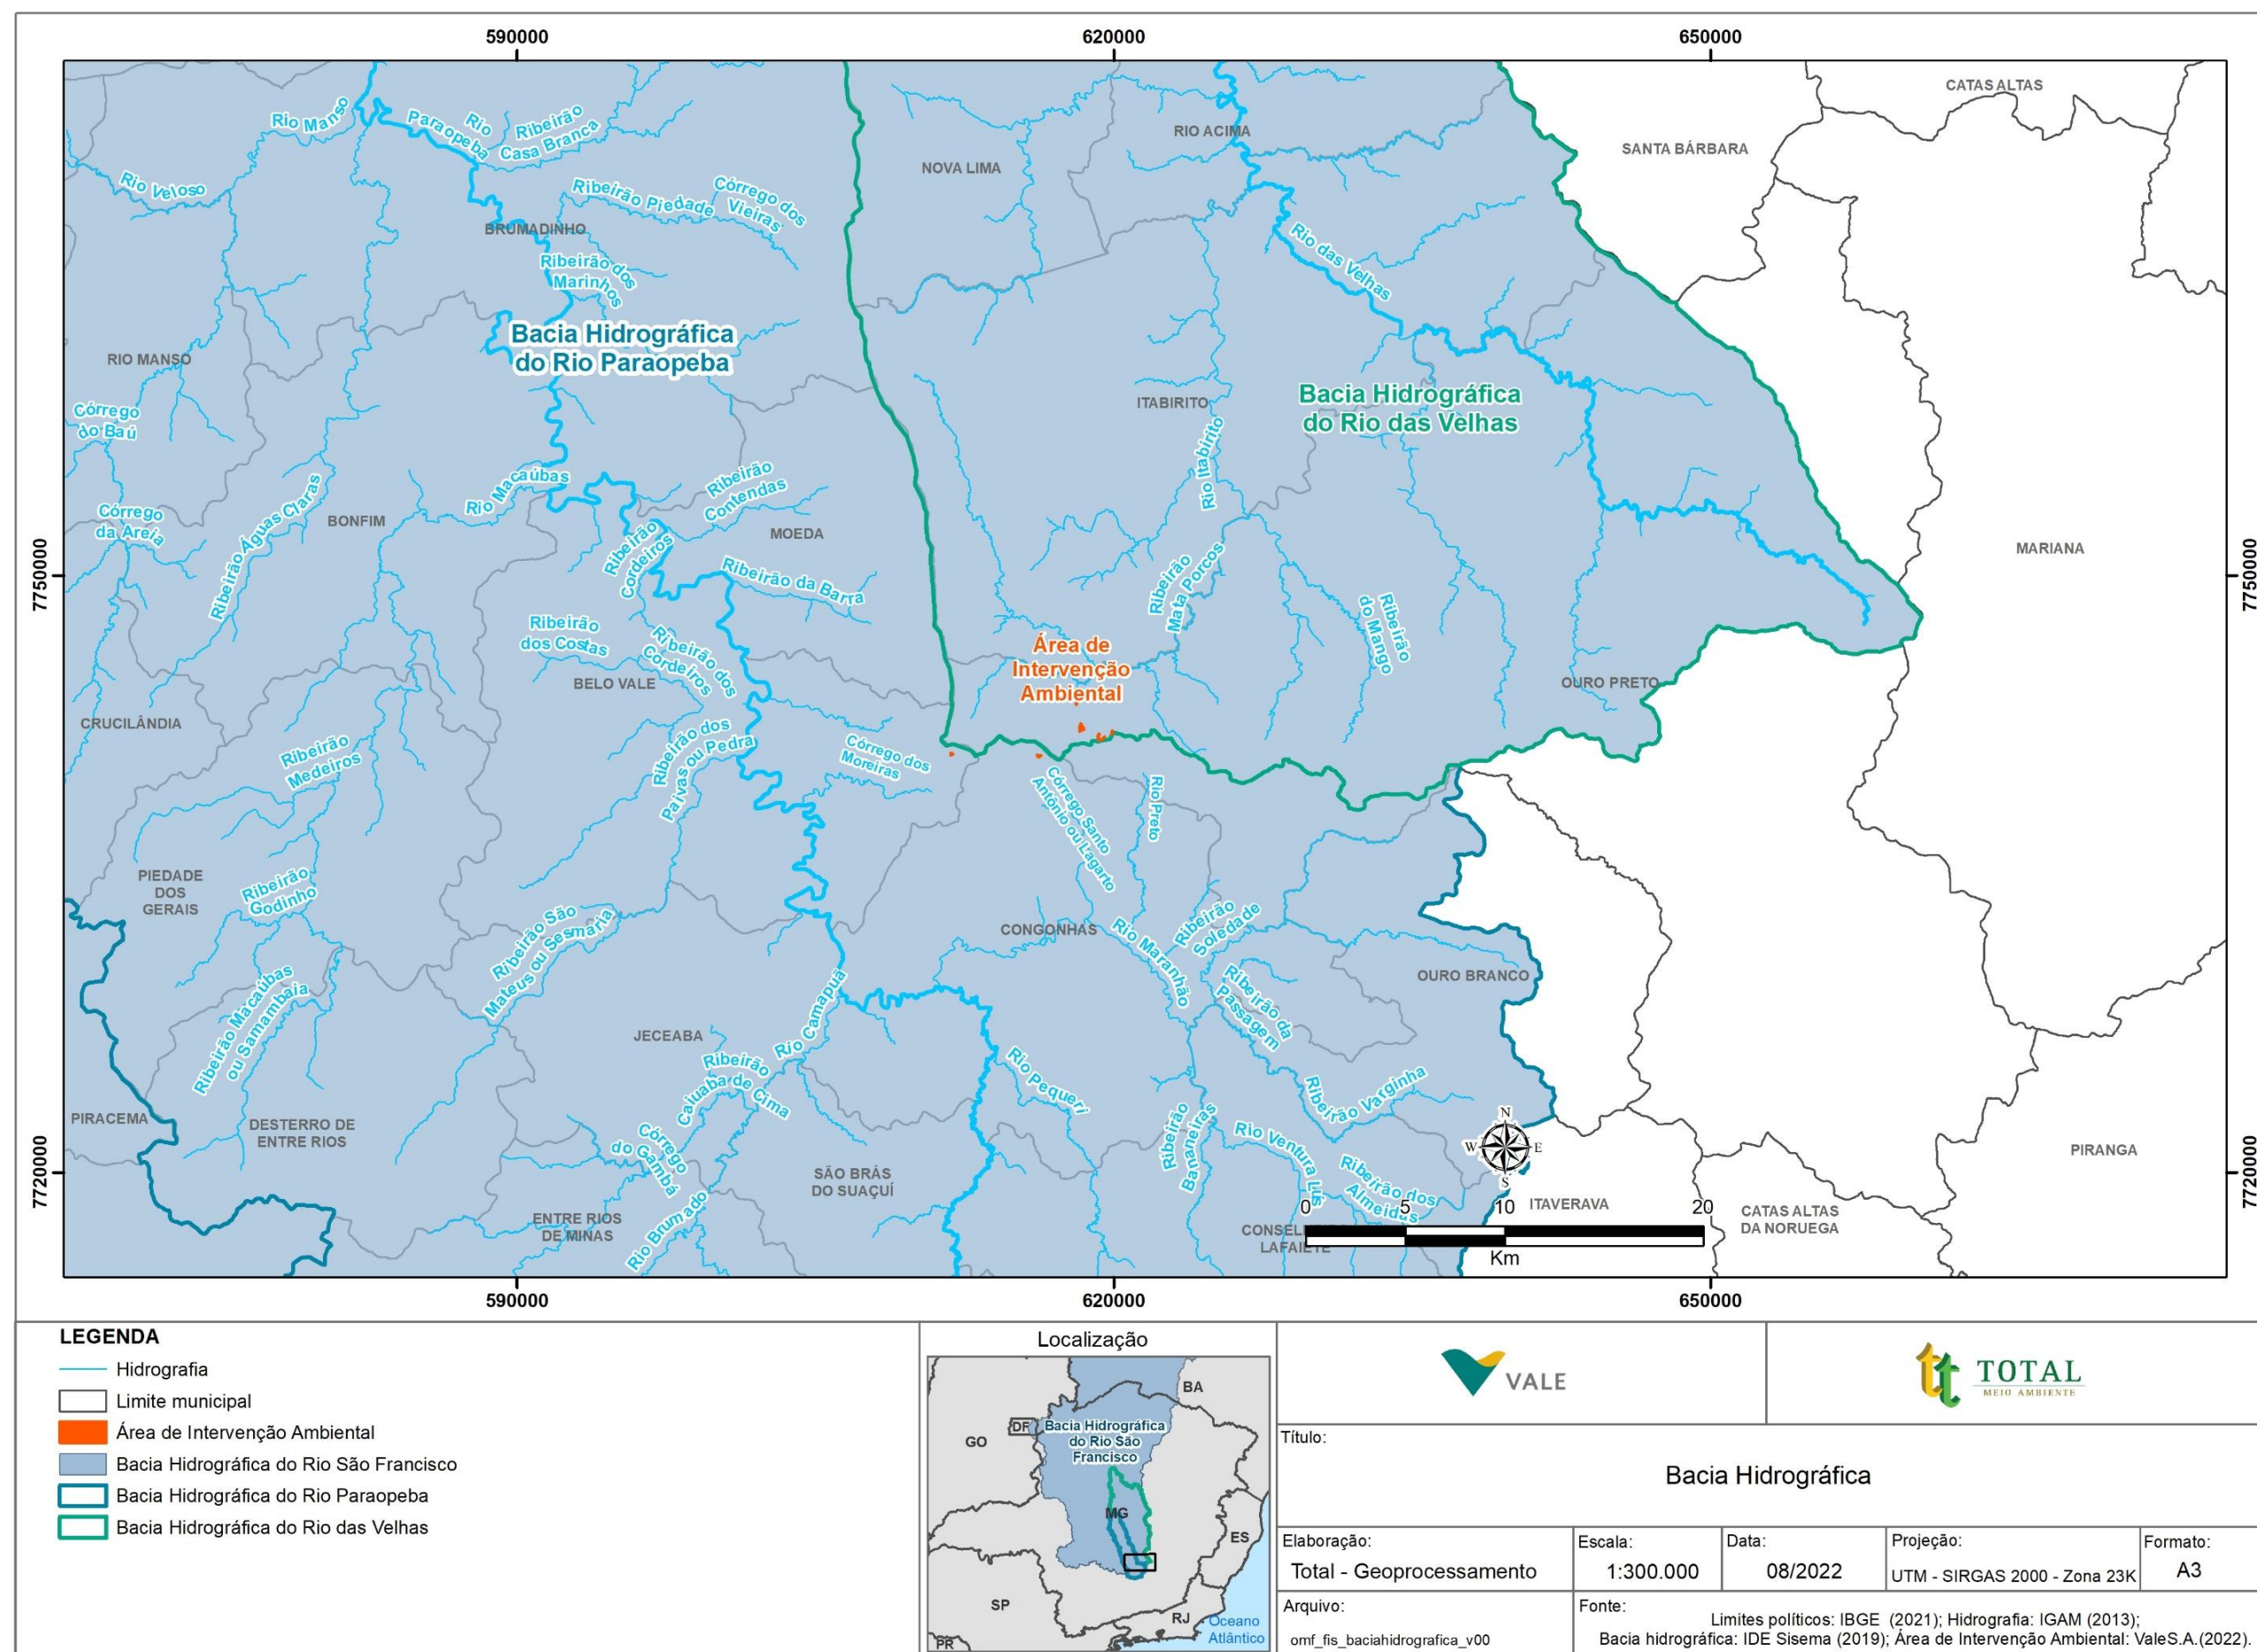 590000
620000
650000
CATAS ALTAS
Rio Manso
Rio
Paraopeba
Ribeirão
Casa Branca
RIO ACIMA
SANTA BÁRBARA
NOVA LIMA
Rio Veloso
Ribeirão Piedade
Córrego dos
Vieiras
BRUMADINHO
Ribeirão dos
Marinhos
Rio das Velhas
Bacia Hidrográfica
do Rio Paraopeba
RIO MANSO
Bacia Hidrográfica
do Rio das Velhas
ITABIRITO
Córrego
do Baú
Rio Itabirito
Rio Macaúbas
Ribeirão
Contendas
Córrego
da Areia
Ribeirão Águas Claras
BONFIM
MOEDA
Ribeirão
Cordeiros
MARIANA
7750000
7750000
Ribeirão da Barra
Ribeirão
Mata Porcos
Ribeirão
do Mango
Ribeirão
dos Costas
Ribeirão dos
Cordeiros
Área de
Intervenção
Ambiental
BELO VALE
OURO PRETO
CRUCILÂNDIA
Ribeirão
Medeiros
Ribeirão dos
Paivas ou Pedra
Córrego dos
Moreiras
Córrego Santo
Antônio ou Lagarto
Rio Preto
PIEDADE
DOS
GERAIS
Ribeirão
Godinho
Ribeirão São
Mateus ou Sesmaria
CONGONHAS
Rio Maranhão
Ribeirão
Soledade
OURO BRANCO
Ribeirão Macaúbas
ou Samambaia
Ribeirão da
Passagem
JECEABA
Rio Camapuã
Ribeirão
Caiuaba de Cima
Rio Pequeri
Ribeirão Varginha
PIRACEMA
DESTERRO DE
ENTRE RIOS
Córrego
do Gambá
Ribeirão
Bananeiras
Rio Ventura Luis
N
W
E
S
PIRANGA
7720000
7720000
SÃO BRÁS
DO SUAÇUÍ
Ribeirão dos
Almeidas
ITAVERAVA
CATAS ALTAS
DA NORUEGA
ENTRE RIOS
DE MINAS
Rio Brumado
CONSEL
LAFAIETE
0
5
10
20
Km
590000
620000
650000
LEGENDA
Hidrografia
Limite municipal
Área de Intervenção Ambiental
Bacia Hidrográfica do Rio São Francisco
Bacia Hidrográfica do Rio Paraopeba
Bacia Hidrográfica do Rio das Velhas
Localização
BA
DF
GO
Bacia Hidrográfica
do Rio São
Francisco
MG
ES
SP
RJ
PR
Oceano
Atlântico
VALE
tt TOTAL
MEIO AMBIENTE
Título:
Bacia Hidrográfica
Elaboração:
Total - Geoprocessamento
Escala:
1:300.000
Data:
08/2022
Projeção:
UTM - SIRGAS 2000 - Zona 23K
Formato:
A3
Arquivo:
omf_fis_baciahidrografica_v00
Fonte:
Limites políticos: IBGE (2021); Hidrografia: IGAM (2013);
Bacia hidrográfica: IDE Sisema (2019); Área de Intervenção Ambiental: ValeS.A.(2022).